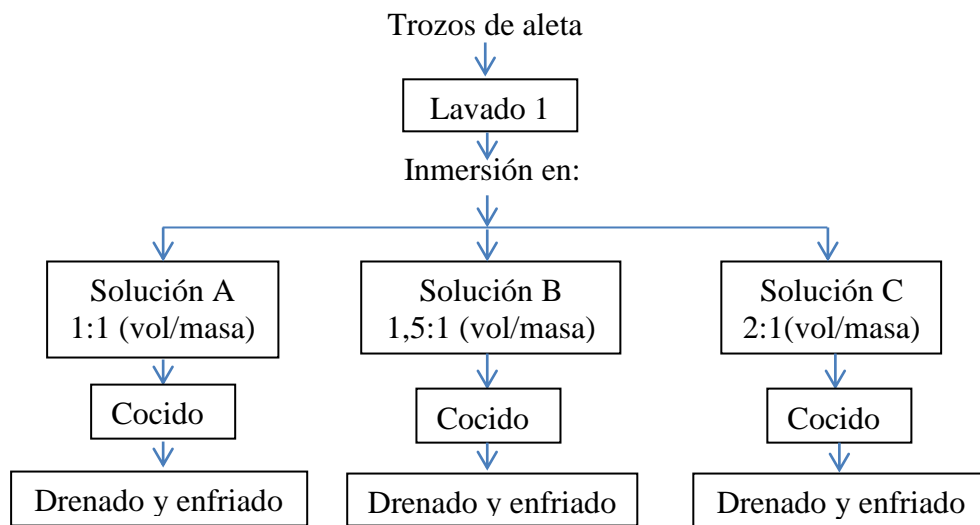 Trozos de aleta
Lavado 1
Inmersión en:
Solución A
1:1 (vol/masa)
Solución B
1,5:1 (vol/masa)
Solución C
2:1(vol/masa)
Cocido
Cocido
Cocido
Drenado y enfriado
Drenado y enfriado
Drenado y enfriado